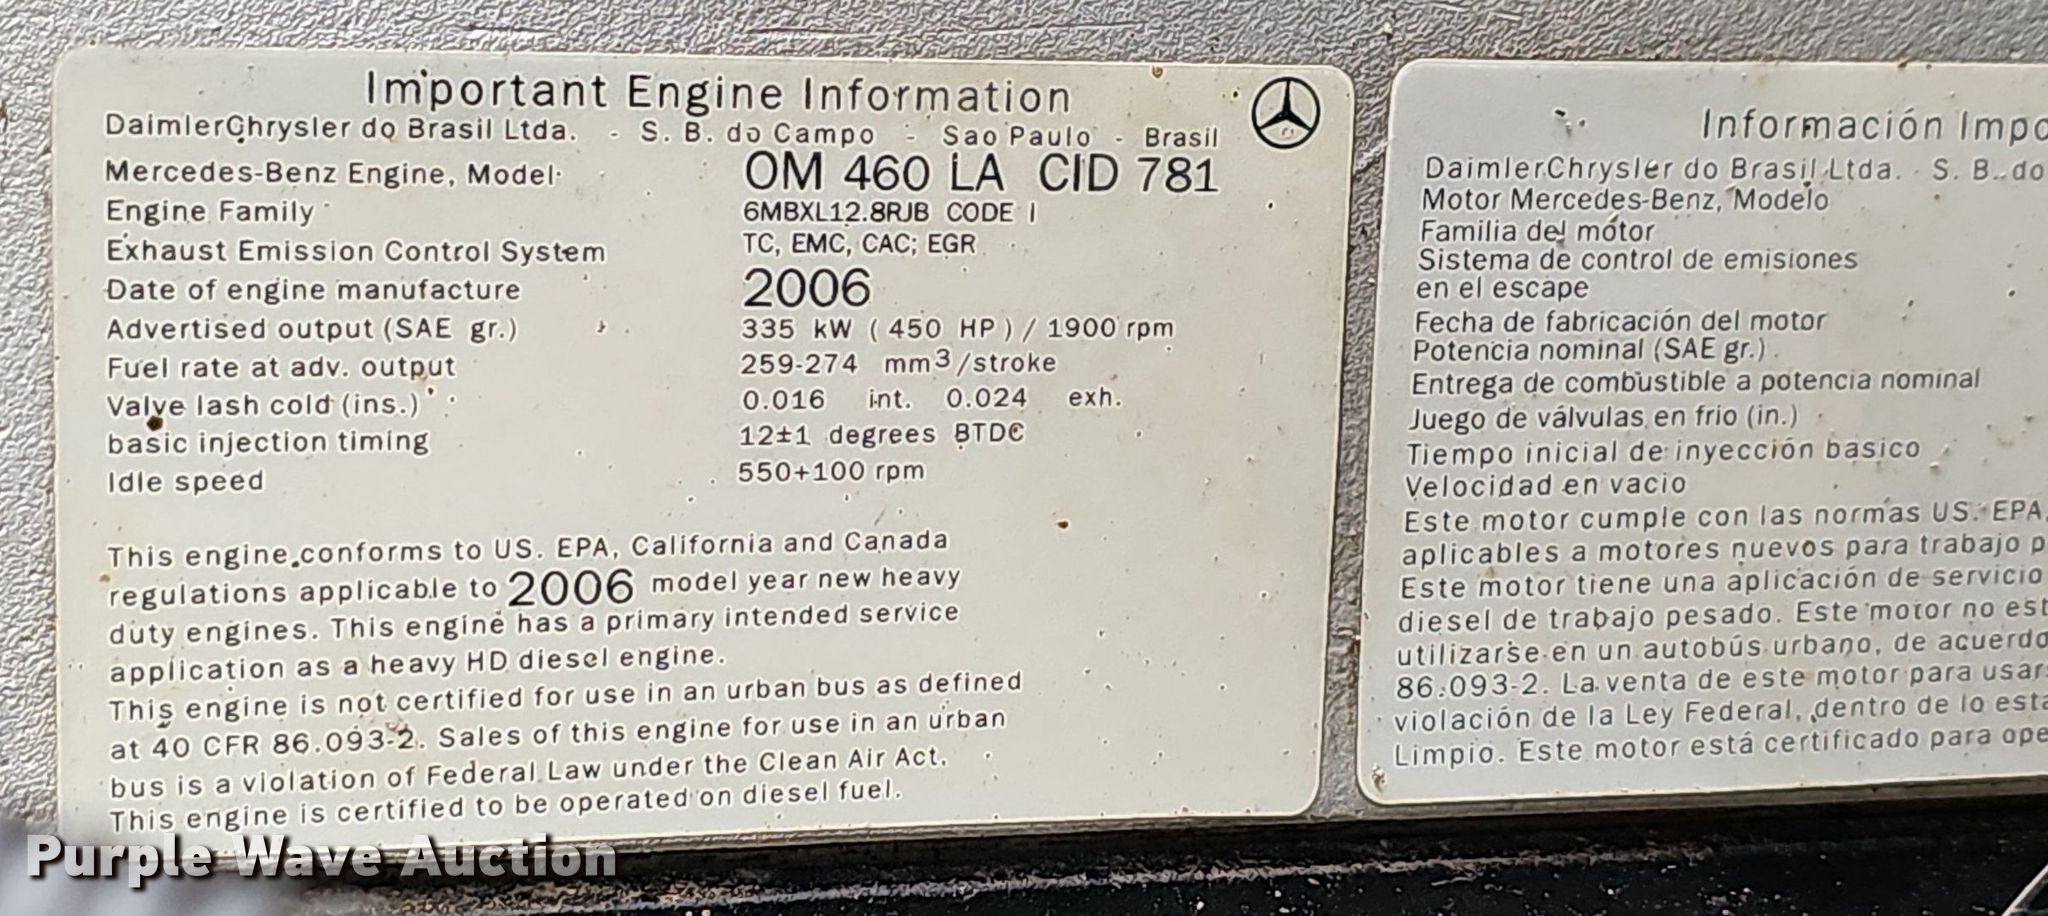 Important Engine Information
DaimlerChrysler do Brasil Ltda. - S. B. do Campo - Sao Paulo - Brasil
Mercedes-Benz Engine, Model OM 460 LA CID 781
Engine Family 6MBXL12.8RJB CODE I
Exhaust Emission Control System TC, EMC, CAC; EGR
Date of engine manufacture 2006
Advertised output (SAE gr.) 335 kW ( 450 HP ) / 1900 rpm
Fuel rate at adv. output 259-274 mm3/stroke
Valve lash cold (ins.) 0.016 int. 0.024 exh.
basic injection timing 12±1 degrees BTDC
Idle speed 550+100 rpm
This engine conforms to US. EPA, California and Canada
regulations applicable to 2006 model year new heavy
duty engines. This engine has a primary intended service
application as a heavy HD diesel engine.
This engine is not certified for use in an urban bus as defined
at 40 CFR 86.093-2. Sales of this engine for use in an urban
bus is a violation of Federal Law under the Clean Air Act.
This engine is certified to be operated on diesel fuel.
Información Impo
DaimlerChrysler do Brasil Ltda. - S. B. do
Motor Mercedes-Benz, Modelo
Familia del motor
Sistema de control de emisiones
en el escape
Fecha de fabricación del motor
Potencia nominal (SAE gr.)
Entrega de combustible a potencia nominal
Juego de válvulas en frio (in.)
Tiempo inicial de inyección basico
Velocidad en vacio
Este motor cumple con las normas US. EPA,
aplicables a motores nuevos para trabajo p
Este motor tiene una aplicación de servicio
diesel de trabajo pesado. Este motor no est
utilizarse en un autobús urbano, de acuerdo
86.093-2. La venta de este motor para usars
violación de la Ley Federal, dentro de lo esta
Limpio. Este motor está certificado para ope
Purple Wave Auction